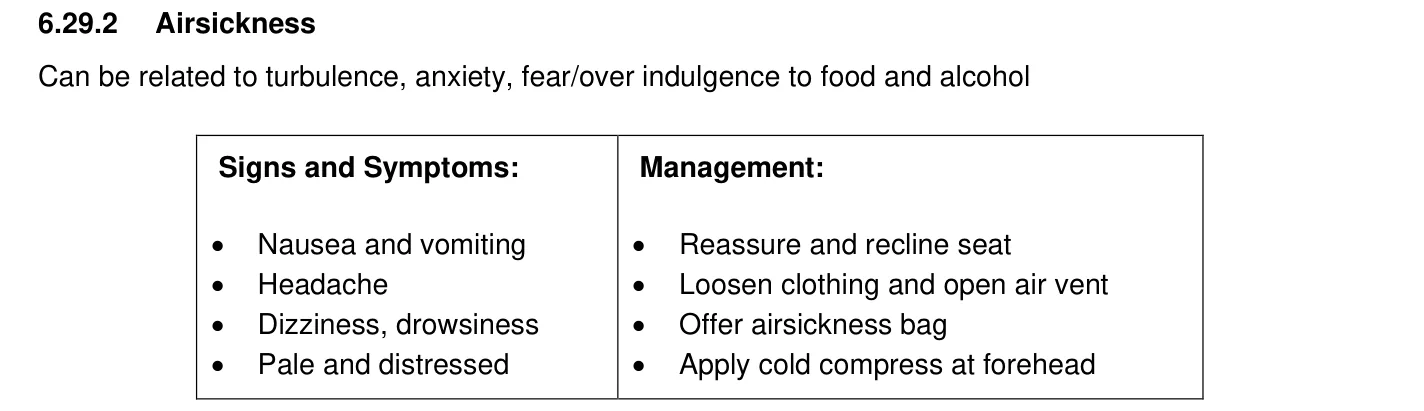 6.29.2 Airsickness
Can be related to turbulence, anxiety, fear/over indulgence to food and alcohol
Signs and Symptoms:
• Nausea and vomiting
• Headache
• Dizziness, drowsiness
• Pale and distressed
Management:
• Reassure and recline seat
• Loosen clothing and open air vent
• Offer airsickness bag
• Apply cold compress at forehead